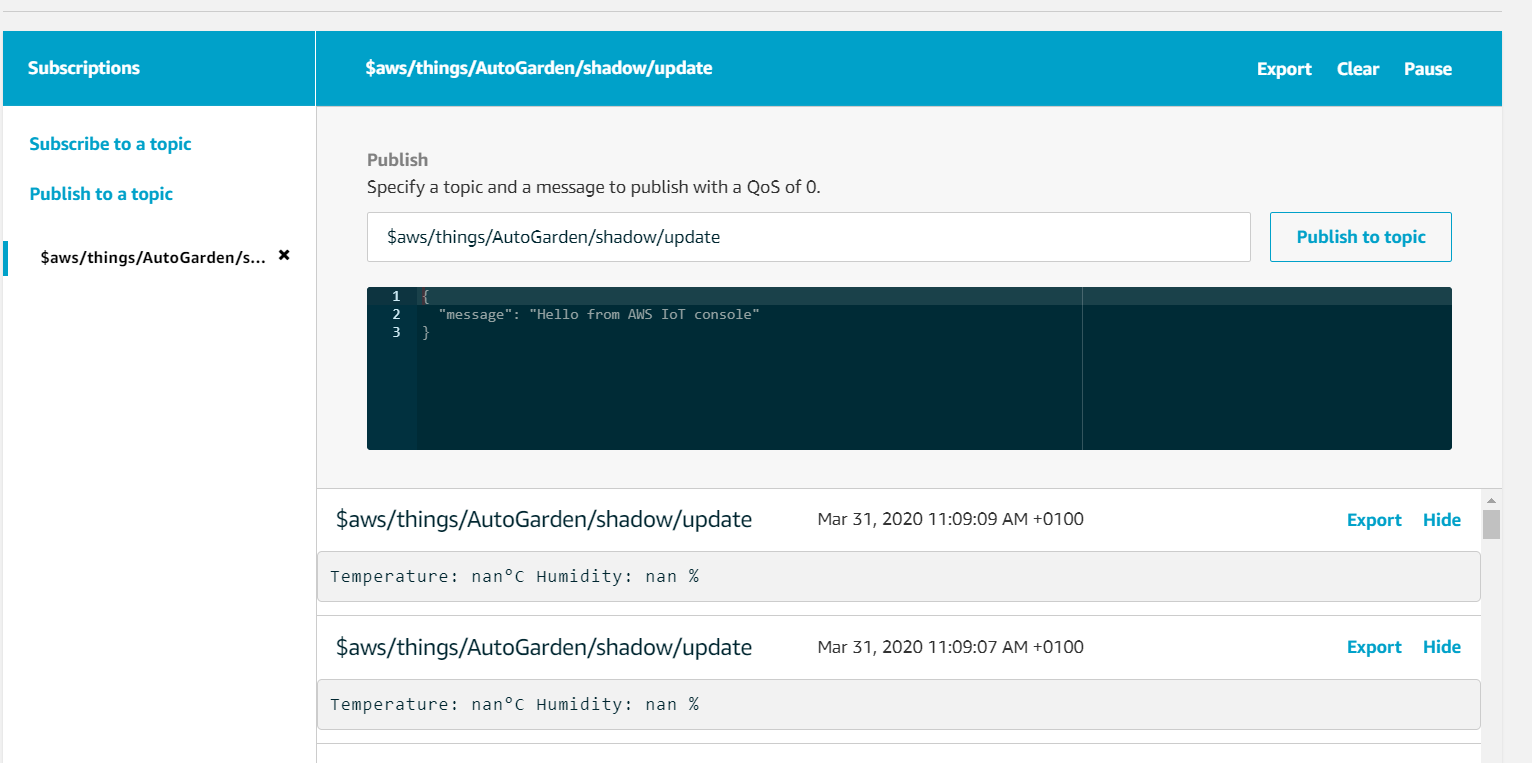 Subscriptions
$aws/things/AutoGarden/shadow/update
Export Clear Pause
Subscribe to a topic
Publish to a topic
$aws/things/AutoGarden/s... ✖
Publish
Specify a topic and a message to publish with a QoS of 0.
$aws/things/AutoGarden/shadow/update
Publish to topic
1 {
2 "message": "Hello from AWS IoT console"
3 }
$aws/things/AutoGarden/shadow/update Mar 31, 2020 11:09:09 AM +0100 Export Hide
Temperature: nan°C Humidity: nan %
$aws/things/AutoGarden/shadow/update Mar 31, 2020 11:09:07 AM +0100 Export Hide
Temperature: nan°C Humidity: nan %